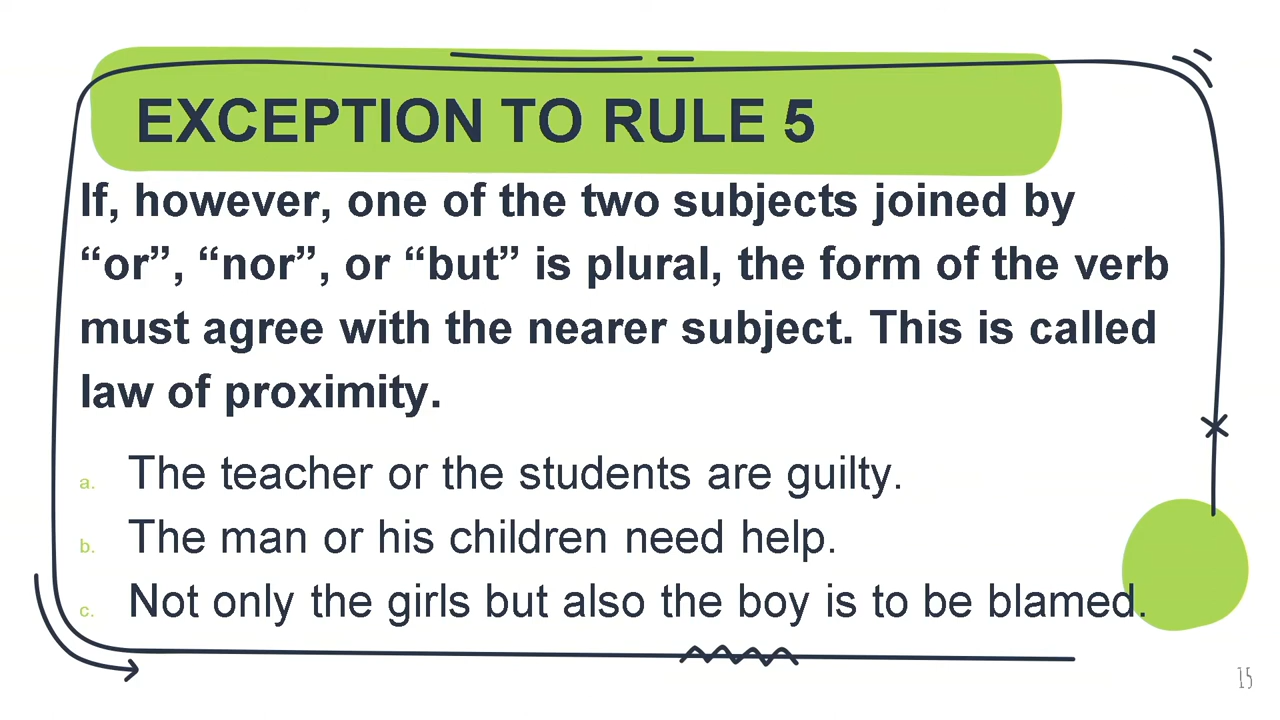 EXCEPTION TO RULE 5
If, however, one of the two subjects joined by
“or”, “nor”, or “but” is plural, the form of the verb
must agree with the nearer subject. This is called
law of proximity.
a. The teacher or the students are guilty.
b. The man or his children need help.
c. Not only the girls but also the boy is to be blamed.
15